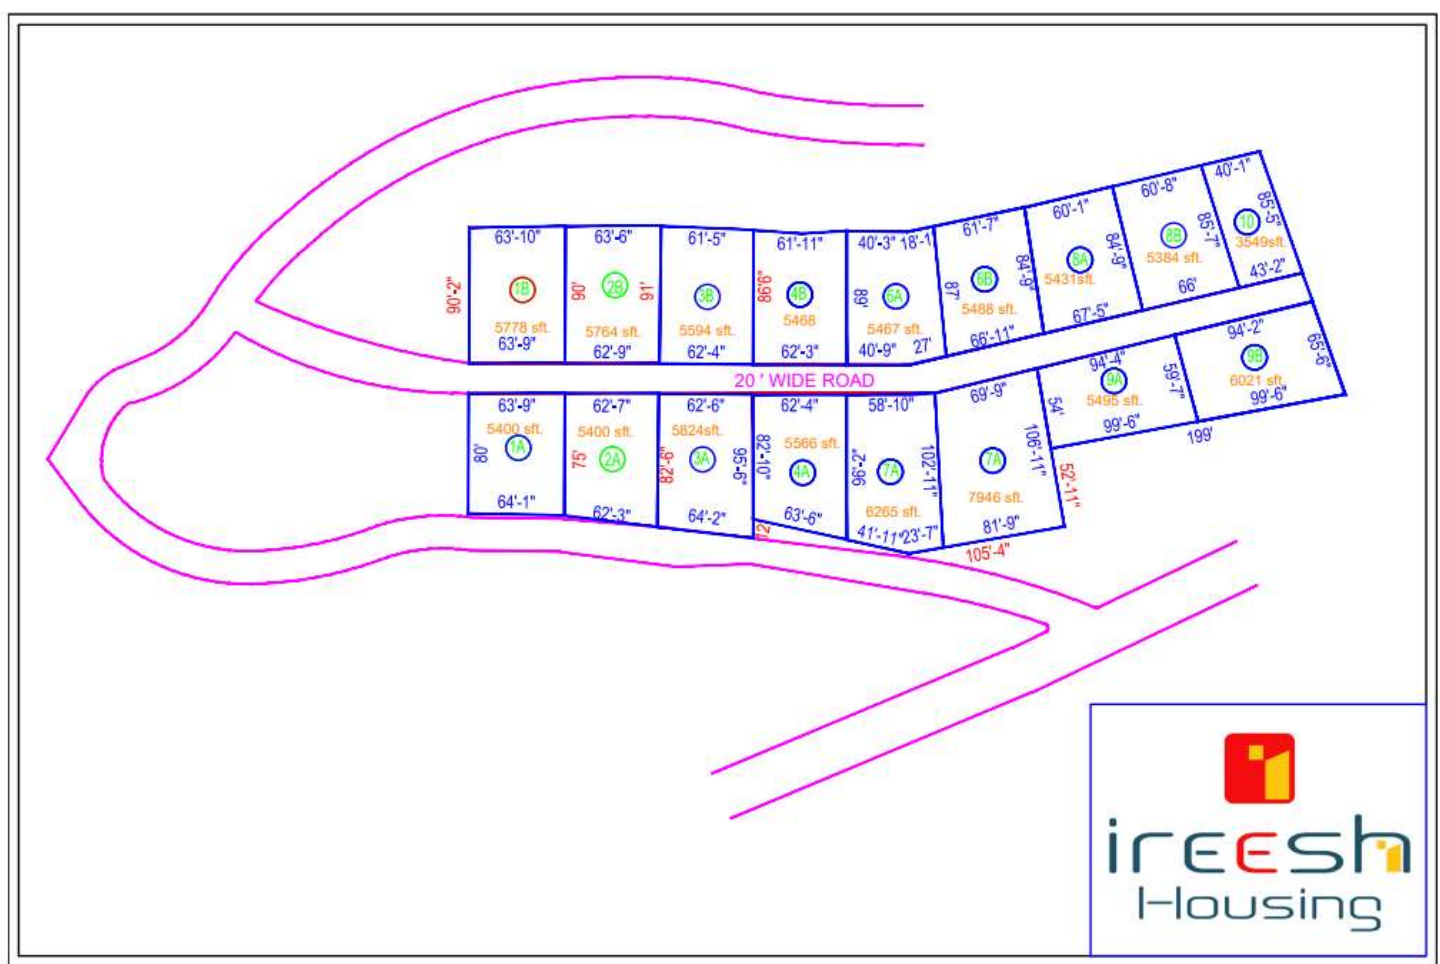 63'-10"
63'-6"
61'-5"
61'-11"
40'-3" 18'-1
61'-7"
60'-1"
60'-8"
40'-1"
90'-2"
90'
91'
86'6"
89'
87'
84'-9"
84'-9"
85'-7"
85'-5"
1B
2B
3B
4B
6A
6B
8A
8B
10
5778 sft.
5764 sft.
5594 sft.
5468
5467 sft.
5488 sft.
5431sft.
5384 sft.
3549sft.
63'-9"
62'-9"
62'-4"
62'-3"
40'-9"
27'
66'-11"
67'-5"
66'
43'-2"
20 ' WIDE ROAD
63'-9"
62'-7"
62'-6"
62'-4"
58'-10"
69'-9"
94'-4"
94'-2"
5400 sft.
5400 sft.
5824sft.
5566 sft.
80'
75'
82'-6"
95'-6"
82'-10"
96'-2"
102'-11"
106'-11"
54'
59'-7"
65'-6"
1A
2A
3A
4A
7A
7A
9A
9B
6265 sft.
7946 sft.
5495 sft.
6021 sft.
64'-1"
62'-3"
64'-2"
12'
63'-6"
41'-11"
23'-7"
81'-9"
105'-4"
52'-11"
99'-6"
99'-6"
199'
ireesh
Housing